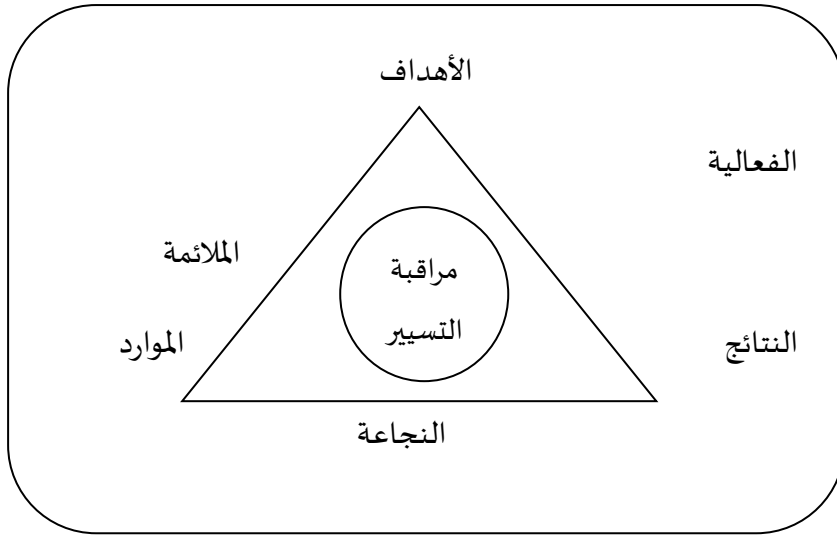 الأهداف
الفعالية
الملائمة
مراقبة
التسيير
النتائج
الموارد
النجاعة